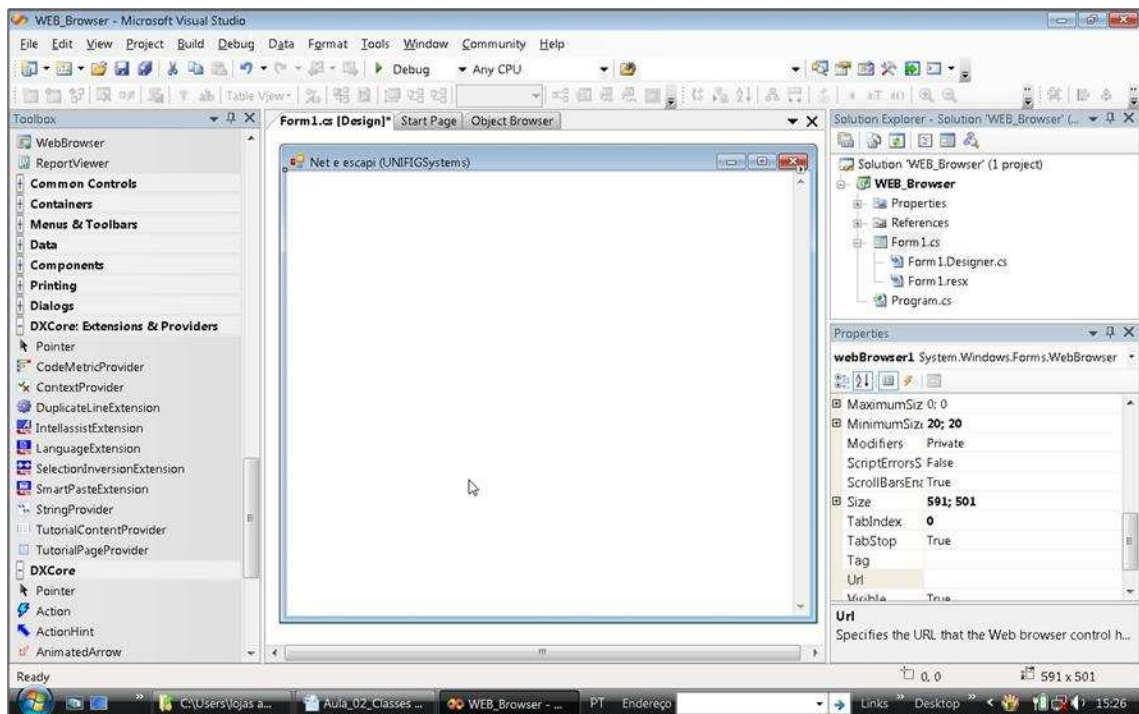 WEB_Browser - Microsoft Visual Studio
File Edit View Project Build Debug Data Format Tools Window Community Help
Debug Any CPU
Table View
Toolbox
WebBrowser
ReportViewer
Common Controls
Containers
Menus & Toolbars
Data
Components
Printing
Dialogs
DXCore: Extensions & Providers
Pointer
CodeMetricProvider
ContextProvider
DuplicateLineExtension
IntellassistExtension
LanguageExtension
SelectionInversionExtension
SmartPasteExtension
StringProvider
TutorialContentProvider
TutorialPageProvider
DXCore
Pointer
Action
ActionHint
AnimatedArrow
Form1.cs [Design]* Start Page Object Browser
Net e escapi (UNIFIGSystems)
Solution Explorer - Solution 'WEB_Browser' (...
Solution 'WEB_Browser' (1 project)
WEB_Browser
Properties
References
Form1.cs
Form1.Designer.cs
Form1.resx
Program.cs
Properties
webBrowser1 System.Windows.Forms.WebBrowser
MaximumSiz 0; 0
MinimumSiz 20; 20
Modifiers Private
ScriptErrorsS False
ScrollBarsEna True
Size 591; 501
TabIndex 0
TabStop True
Tag
Url
Visible True
Url
Specifies the URL that the Web browser control h...
Ready 0, 0 591 x 501
C:\Users\lojas a... Aula_02_Classes ... WEB_Browser - ... PT Endereço Links Desktop 15:26